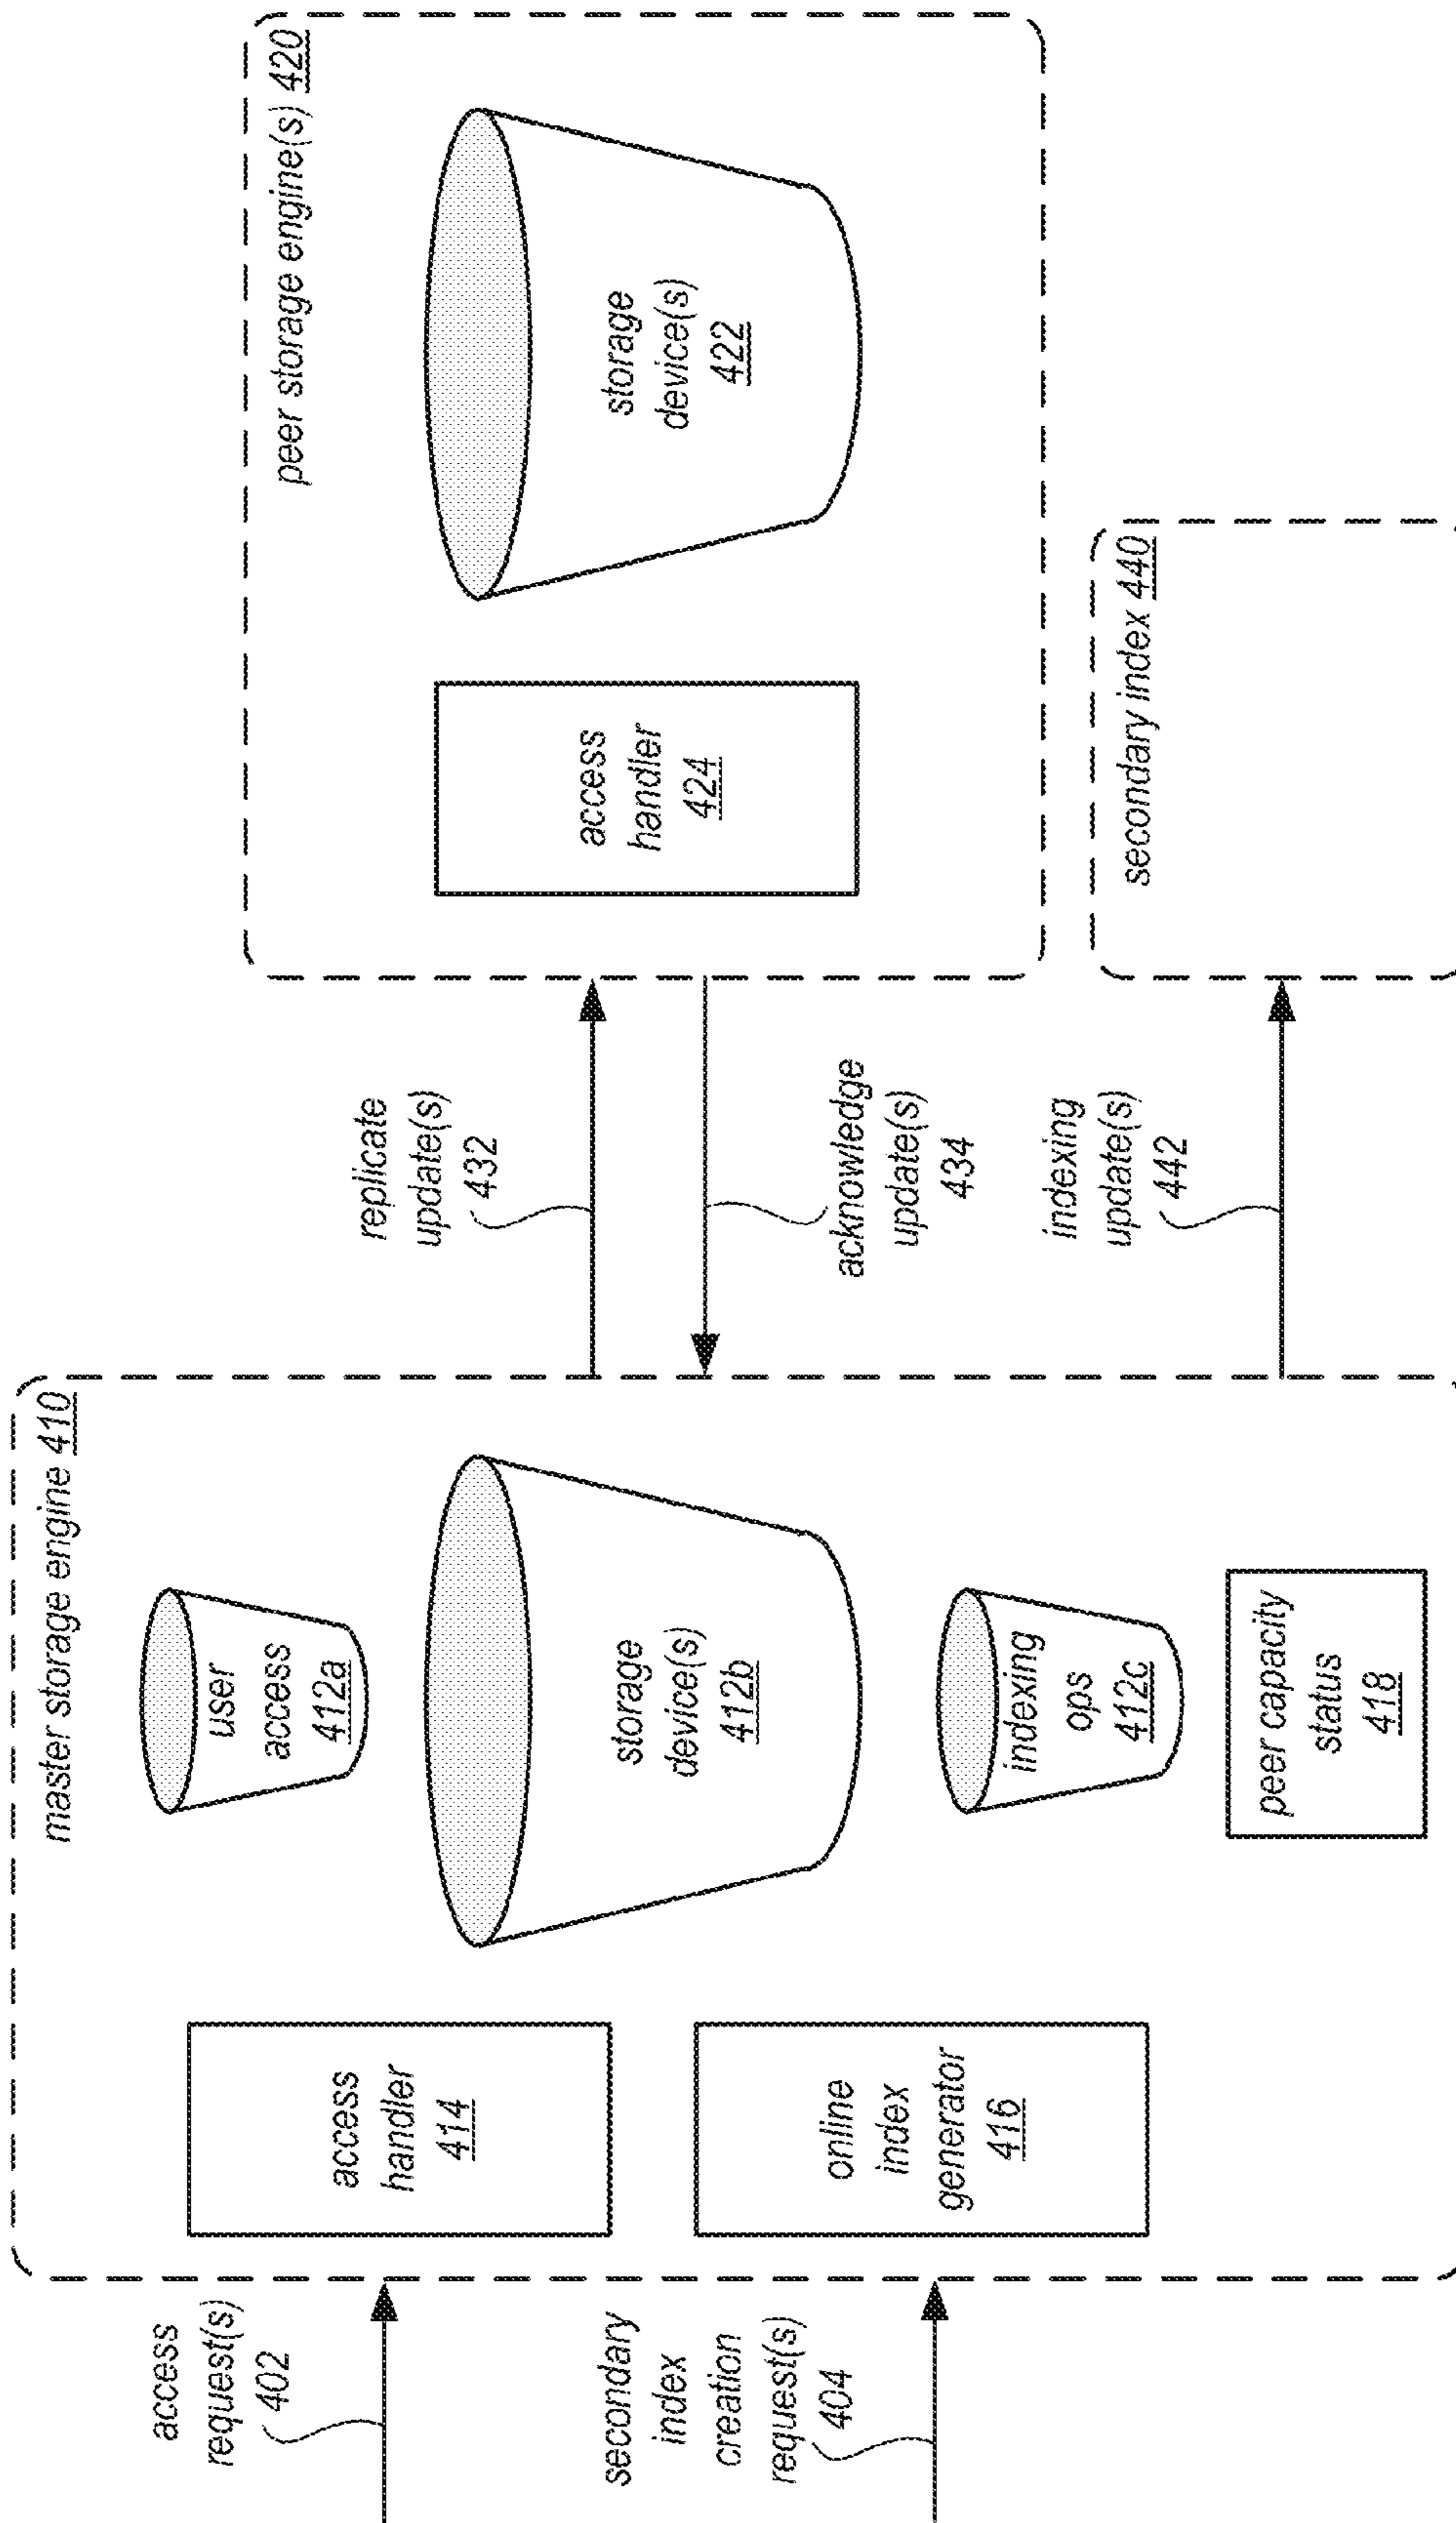 access
request(s)
402
secondary
index
creation
request(s)
404
master storage engine 410
access
handler
414
online
index
generator
416
user
access
412a
storage
device(s)
412b
indexing
ops
412c
peer capacity
status
418
replicate
update(s)
432
acknowledge
update(s)
434
indexing
update(s)
442
peer storage engine(s) 420
access
handler
424
storage
device(s)
422
secondary index 440